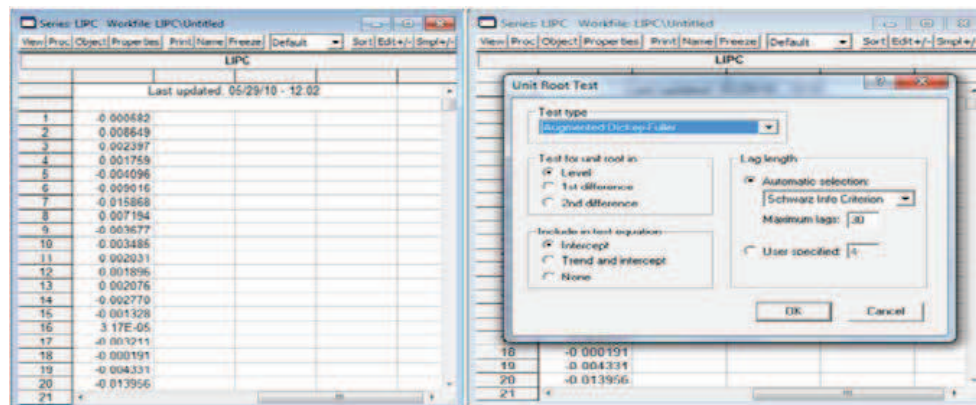 Series: LIPC Workfile: LIPC\Untitled
View Proc Object Properties Print Name Freeze Default Sort Edit+/- Smpl+/-
LIPC
Last updated: 05/29/10 - 12:02
1 -0.000682
2 0.008649
3 0.002397
4 0.001759
5 -0.004096
6 -0.009016
7 -0.015868
8 0.007194
9 -0.003677
10 -0.003485
11 0.002031
12 0.001896
13 0.002076
14 -0.002770
15 -0.001328
16 3.17E-05
17 -0.003211
18 -0.000191
19 -0.004331
20 -0.013956
21
Series: LIPC Workfile: LIPC\Untitled
View Proc Object Properties Print Name Freeze Default Sort Edit+/- Smpl+/-
LIPC
Unit Root Test
Test type
Augmented Dickey-Fuller
Test for unit root in
Level
1st difference
2nd difference
Include in test equation
Intercept
Trend and intercept
None
Lag length
Automatic selection:
Schwarz Info Criterion
Maximum lags: 30
User specified: 4
OK Cancel
18 -0.000191
19 -0.004331
20 -0.013956
21